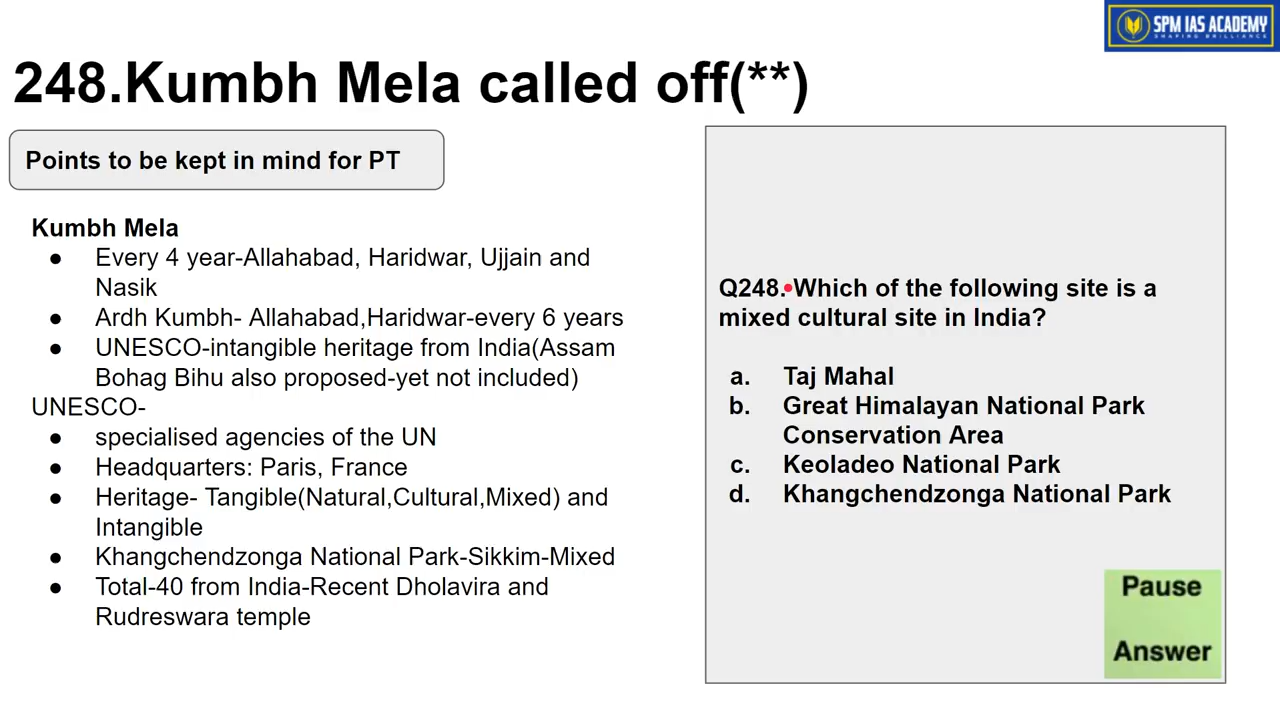 SPM IAS ACADEMY
SHAPING BRILLIANCE
248.Kumbh Mela called off(**)
Points to be kept in mind for PT
Kumbh Mela
● Every 4 year-Allahabad, Haridwar, Ujjain and
Nasik
● Ardh Kumbh- Allahabad,Haridwar-every 6 years
● UNESCO-intangible heritage from India(Assam
Bohag Bihu also proposed-yet not included)
UNESCO-
● specialised agencies of the UN
● Headquarters: Paris, France
● Heritage- Tangible(Natural,Cultural,Mixed) and
Intangible
● Khangchendzonga National Park-Sikkim-Mixed
● Total-40 from India-Recent Dholavira and
Rudreswara temple
Q248. Which of the following site is a
mixed cultural site in India?
a. Taj Mahal
b. Great Himalayan National Park
Conservation Area
c. Keoladeo National Park
d. Khangchendzonga National Park
Pause
Answer